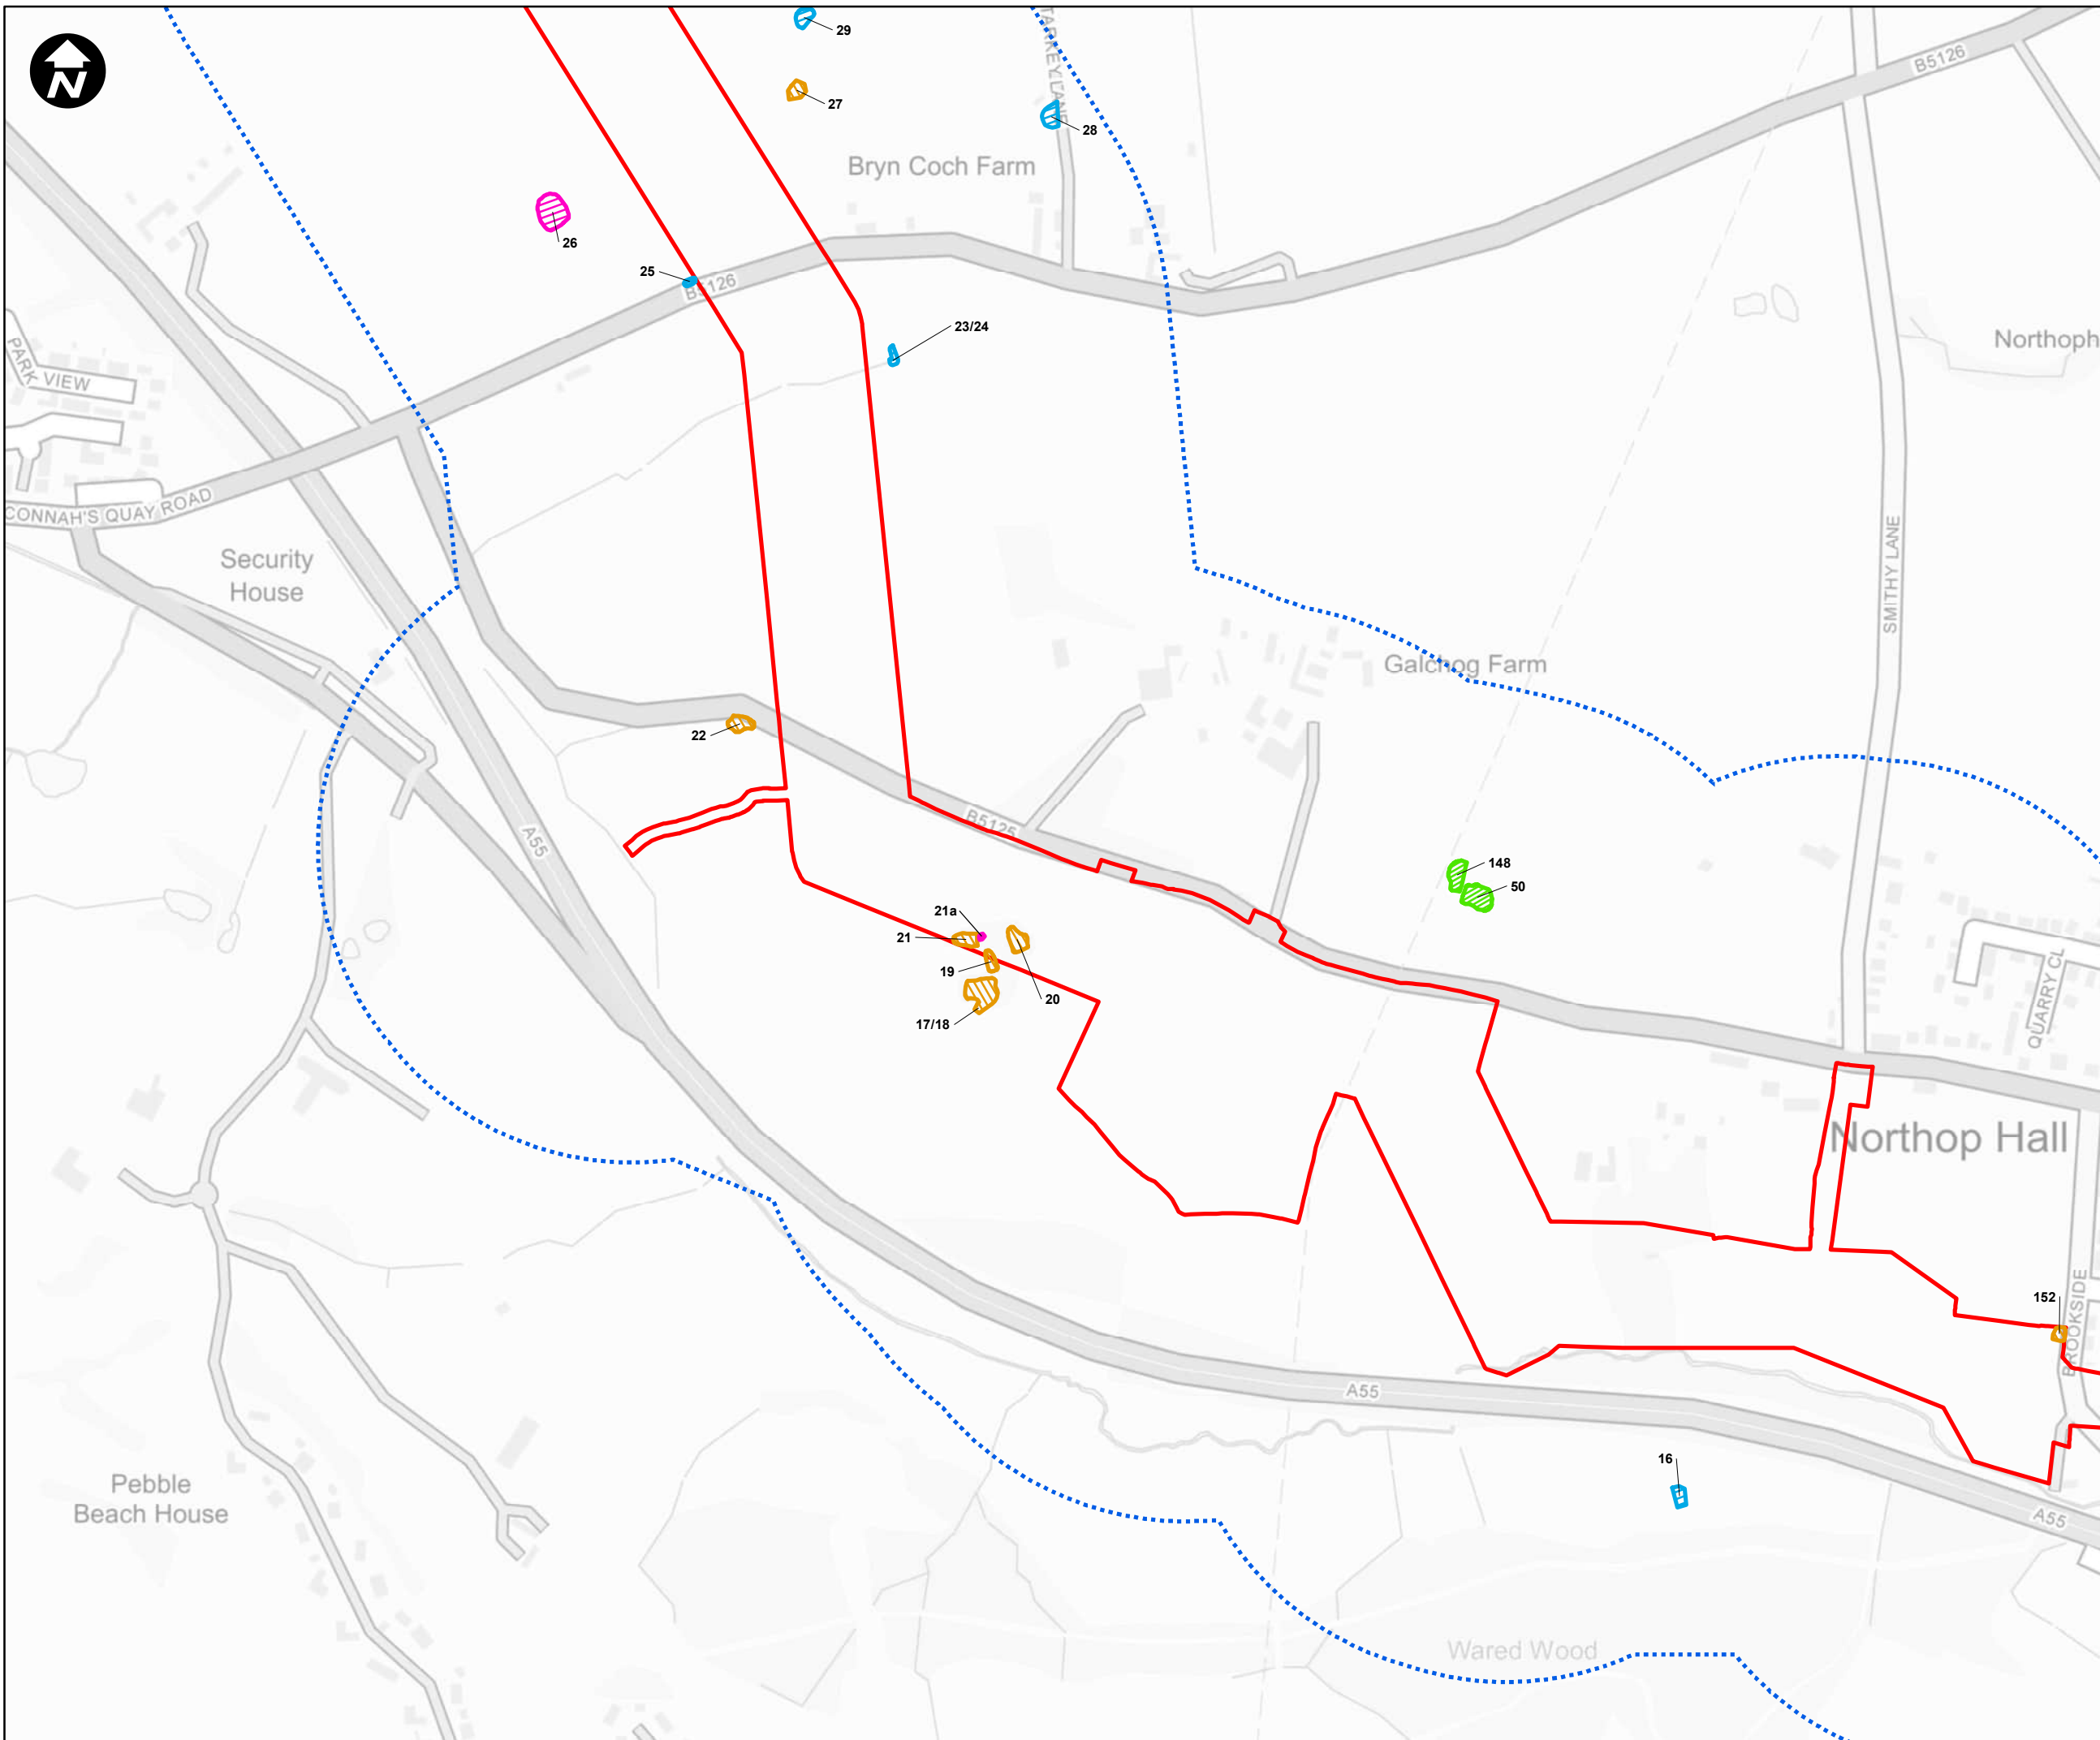 29
N
27
B5126
28
Bryn Coch Farm
26
25
B5126
23/24
Northoph
PARK
VIEW
CONNAH'S QUAY ROAD
Security
House
SMITHY LANE
Galchog Farm
22
B5125
A55
148
50
21a
21
19
20
17/18
QUARRY CL
Northop Hall
152
BROOKSIDE
A55
16
Pebble
Beach House
A55
Wared Wood